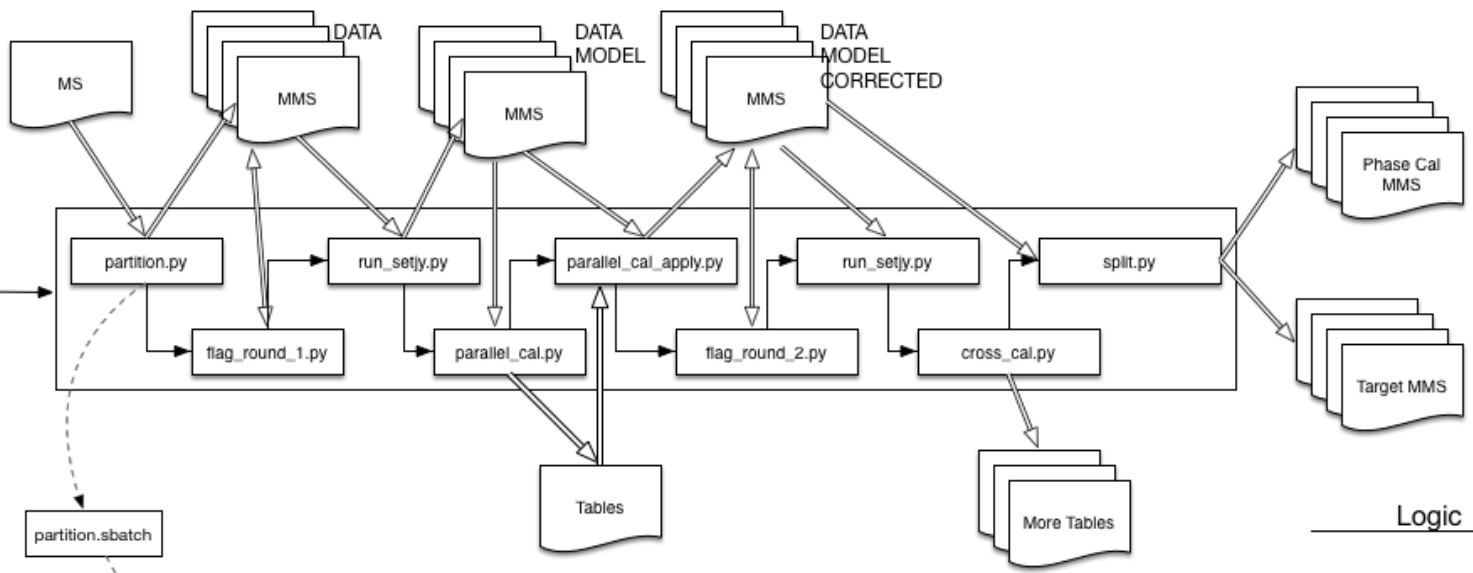 MS
DATA
MMS
DATA
MODEL
MMS
DATA
MODEL
CORRECTED
MMS
Phase Cal
MMS
partition.py
run_setjy.py
parallel_cal_apply.py
run_setjy.py
split.py
flag_round_1.py
parallel_cal.py
flag_round_2.py
cross_cal.py
Target MMS
Tables
More Tables
Logic
partition.sbatch